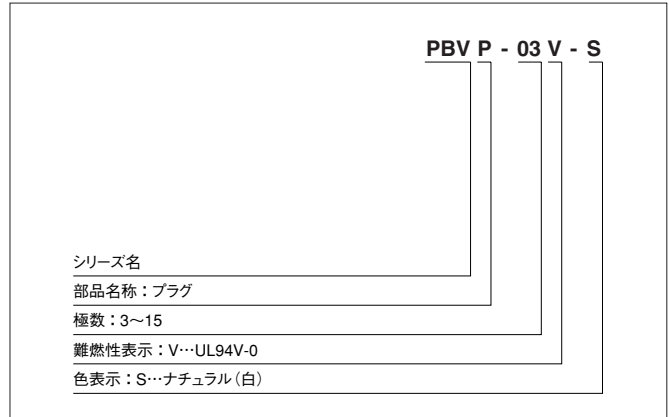 PBV P - 03 V - S
シリーズ名
部品名称：プラグ
極数：3〜15
難燃性表示：V…UL94V-0
色表示：S…ナチュラル（白）